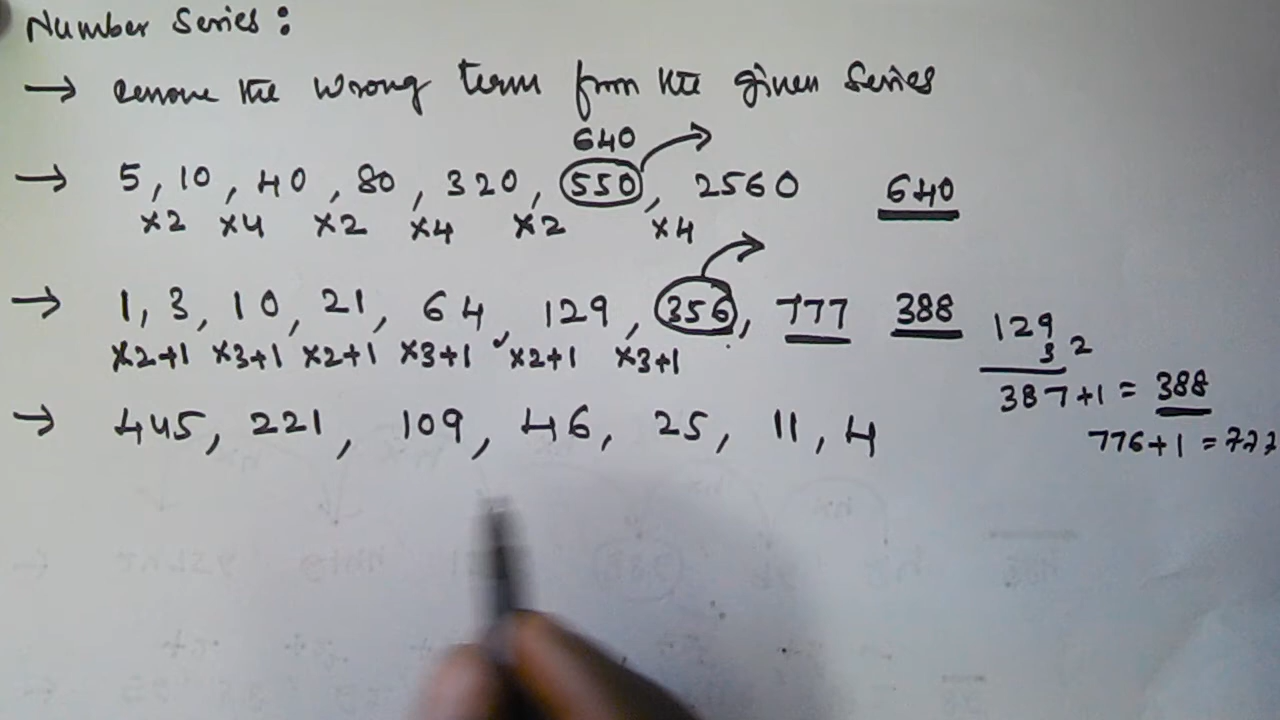 Number Series:
→ remove the wrong term from the given series
640
→ 5, 10, 40, 80, 320, 550, 2560 640
×2 ×4 ×2 ×4 ×2 ×4
→ 1, 3, 10, 21, 64, 129, 356, 777 388
×2+1 ×3+1 ×2+1 ×3+1 ×2+1 ×3+1
129
3 2
387+1 = 388
776+1 = 777
→ 445, 221, 109, 46, 25, 11, 4